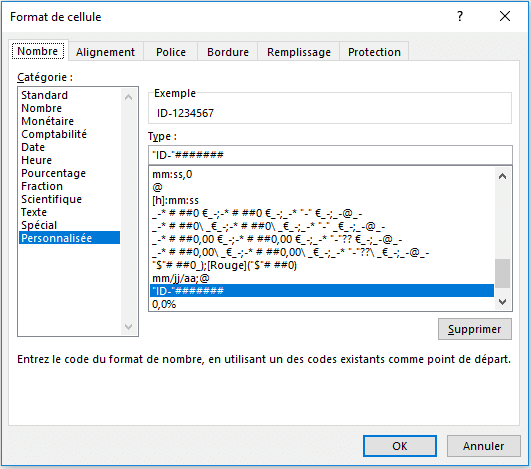 Format de cellule
?
Nombre Alignement Police Bordure Remplissage Protection
Catégorie :
Standard
Nombre
Monétaire
Comptabilité
Date
Heure
Pourcentage
Fraction
Scientifique
Texte
Spécial
Personnalisée
Exemple
ID-1234567
Type :
"ID-"#######
mm:ss,0
@
[h]:mm:ss
_-* # ##0 €_-;-* # ##0 €_-;_-* "-" €_-;_-@_-
_-* # ##0\ _€_-;-* # ##0\ _€_-;_-* "-" _€_-;_-@_-
_-* # ##0,00 €_-;-* # ##0,00 €_-;_-* "-"?? €_-;_-@_-
_-* # ##0,00\ _€_-;-* # ##0,00\ _€_-;_-* "-"??\ _€_-;_-@_-
"$"# ##0_);[Rouge]("$"# ##0)
mm/jj/aa;@
"ID-"#######
0,0%
Supprimer
Entrez le code du format de nombre, en utilisant un des codes existants comme point de départ.
OK Annuler